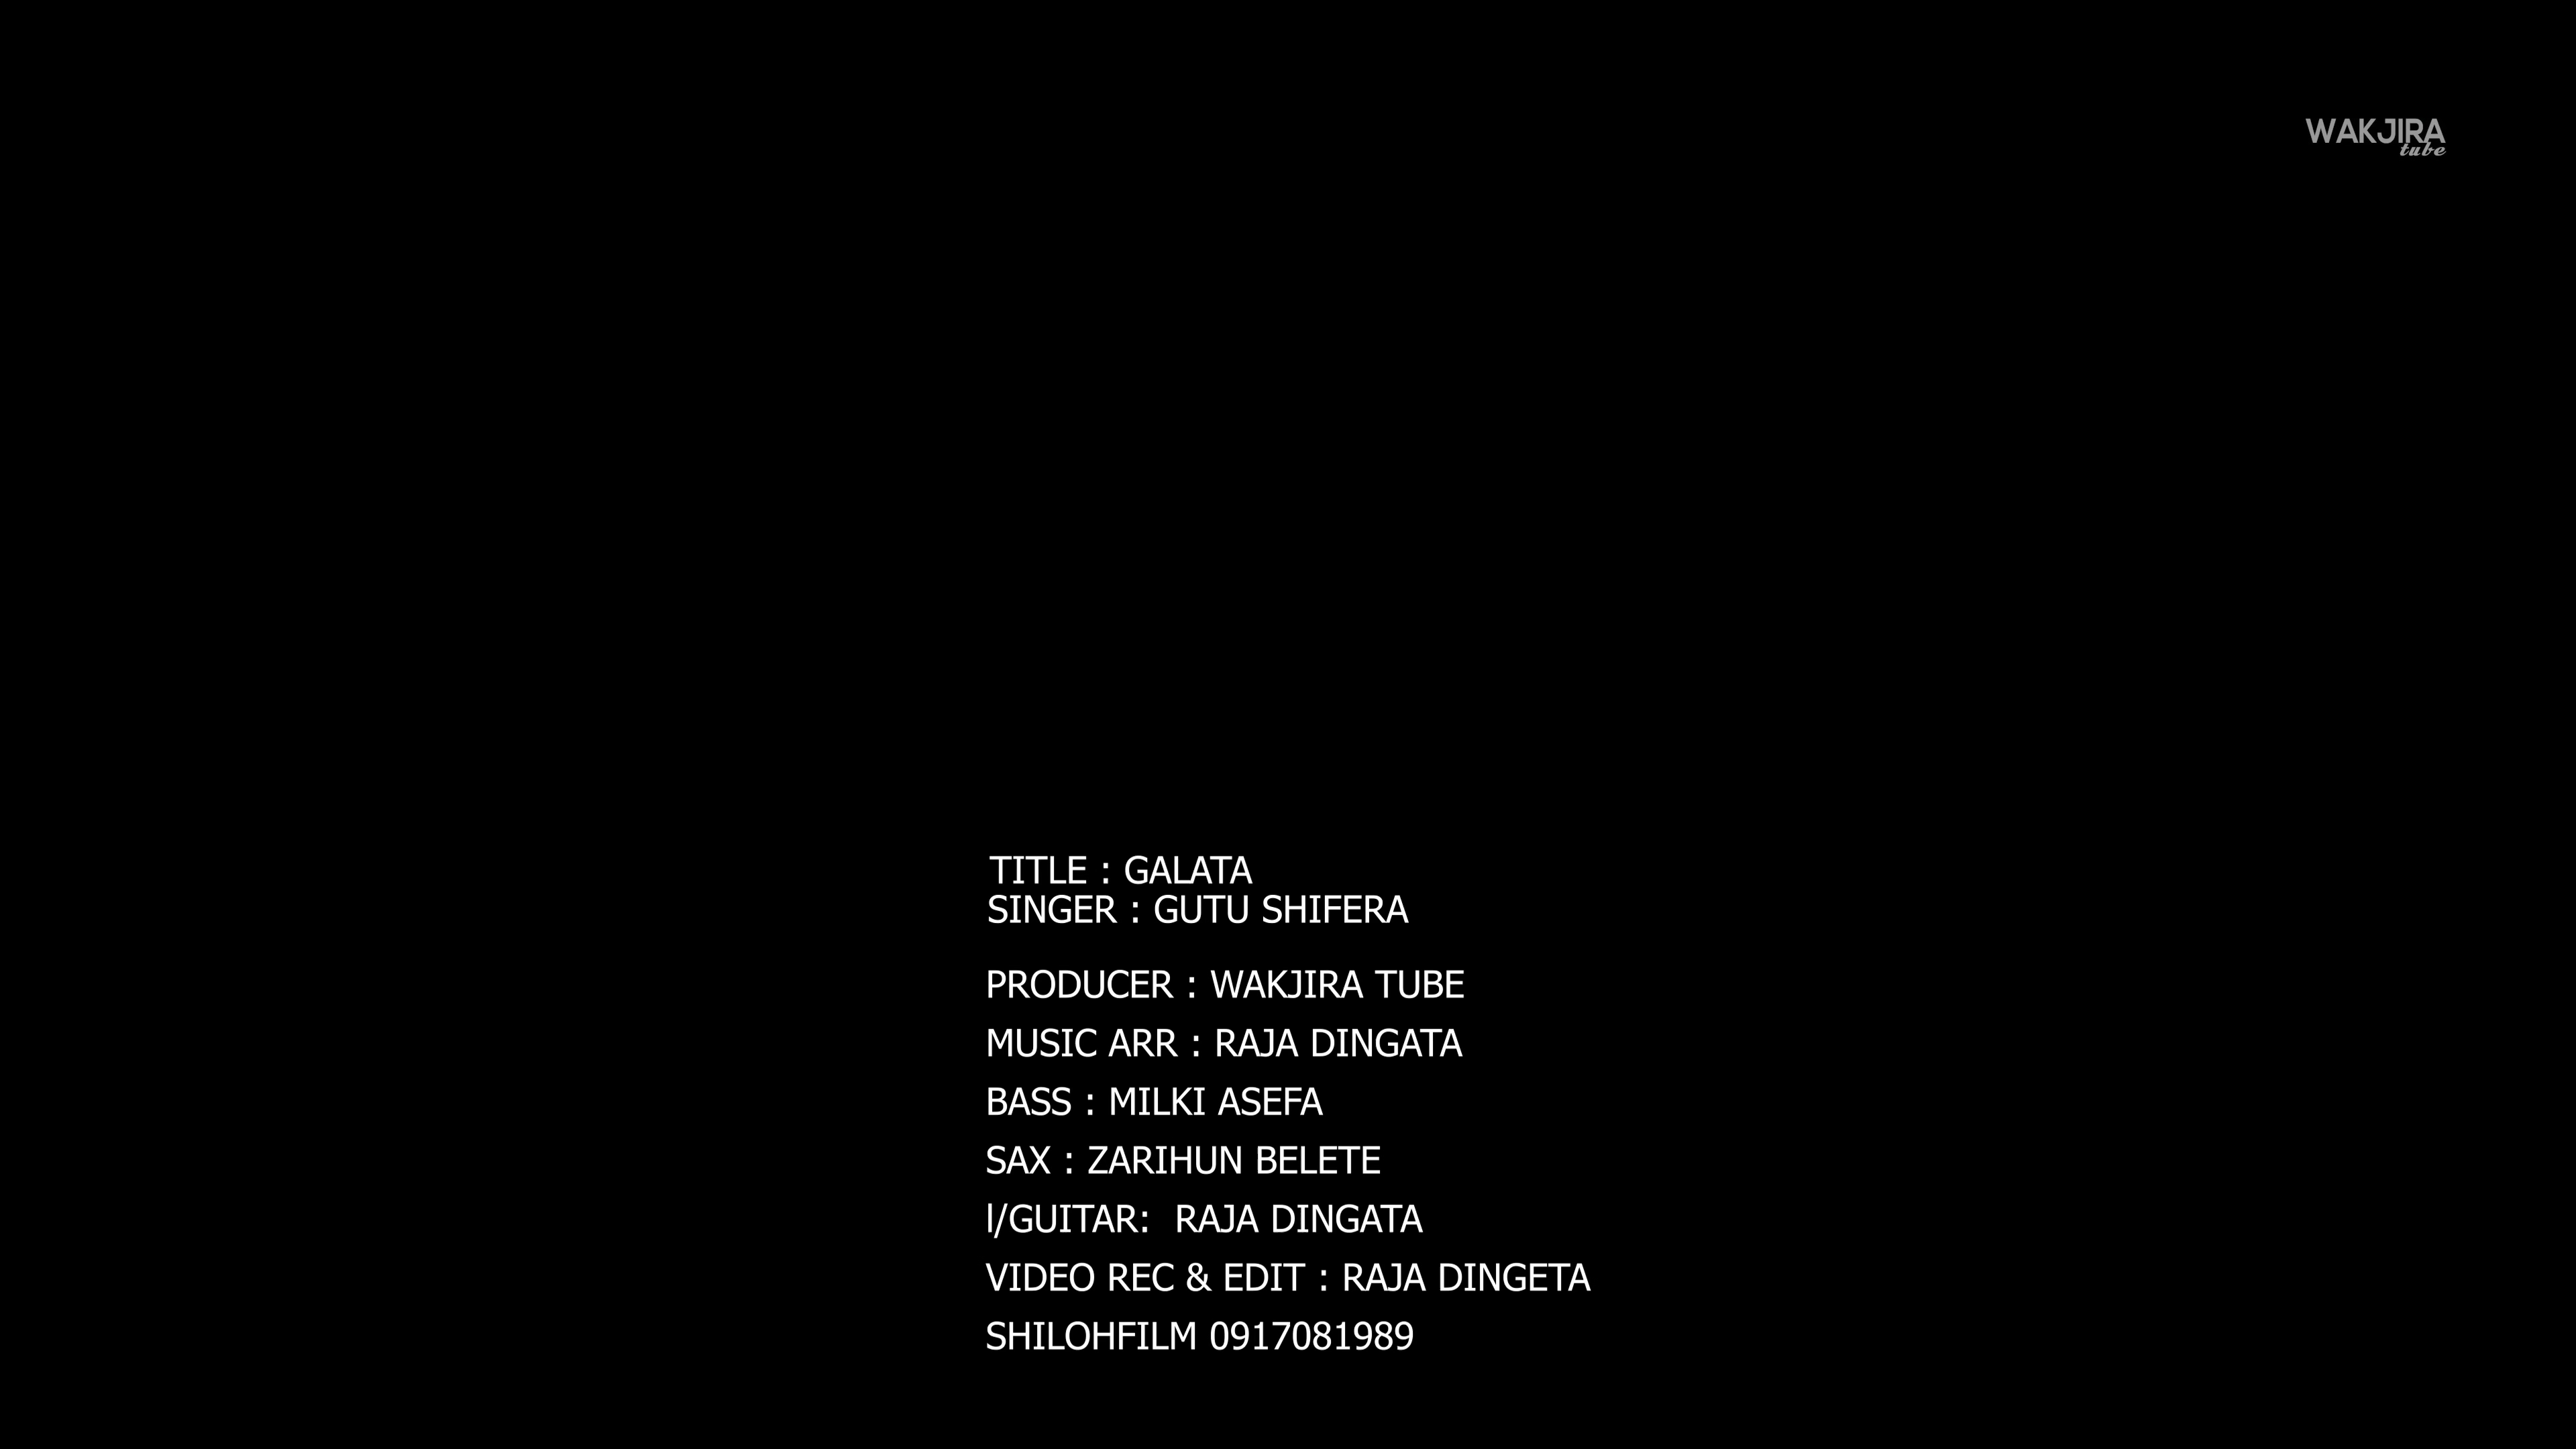 WAKJIRA
tube
TITLE : GALATA
SINGER : GUTU SHIFERA
PRODUCER : WAKJIRA TUBE
MUSIC ARR : RAJA DINGATA
BASS : MILKI ASEFA
SAX : ZARIHUN BELETE
l/GUITAR:  RAJA DINGATA
VIDEO REC & EDIT : RAJA DINGETA
SHILOHFILM 0917081989